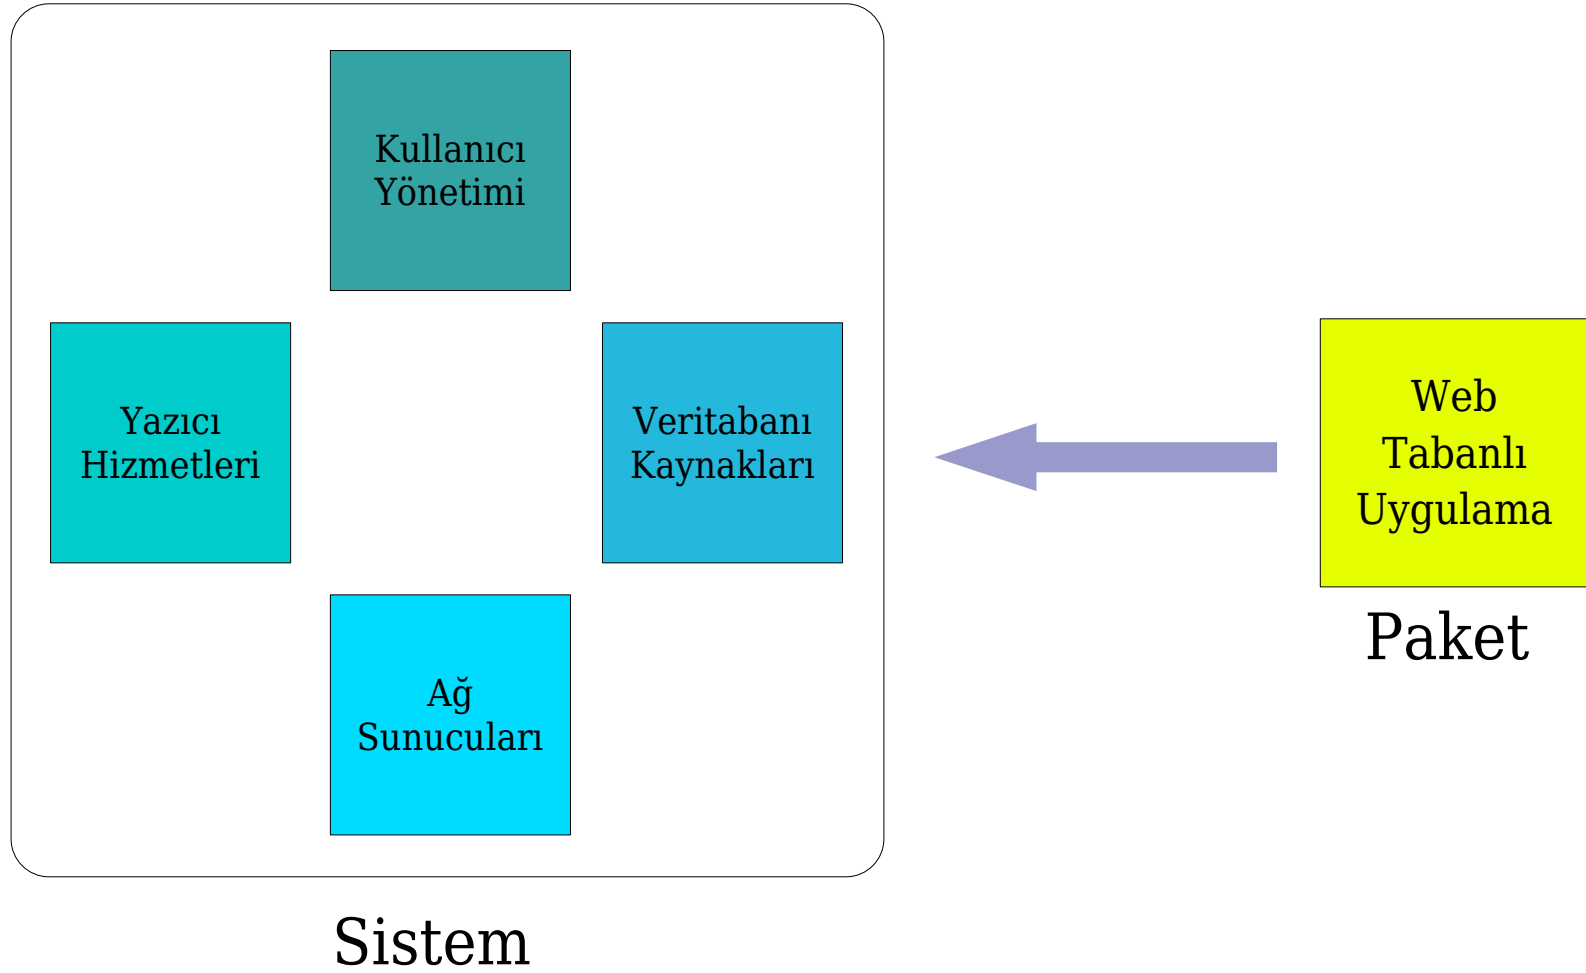 Kullanıcı
Yönetimi
Yazıcı
Hizmetleri
Veritabanı
Kaynakları
Ağ
Sunucuları
Sistem
Web
Tabanlı
Uygulama
Paket